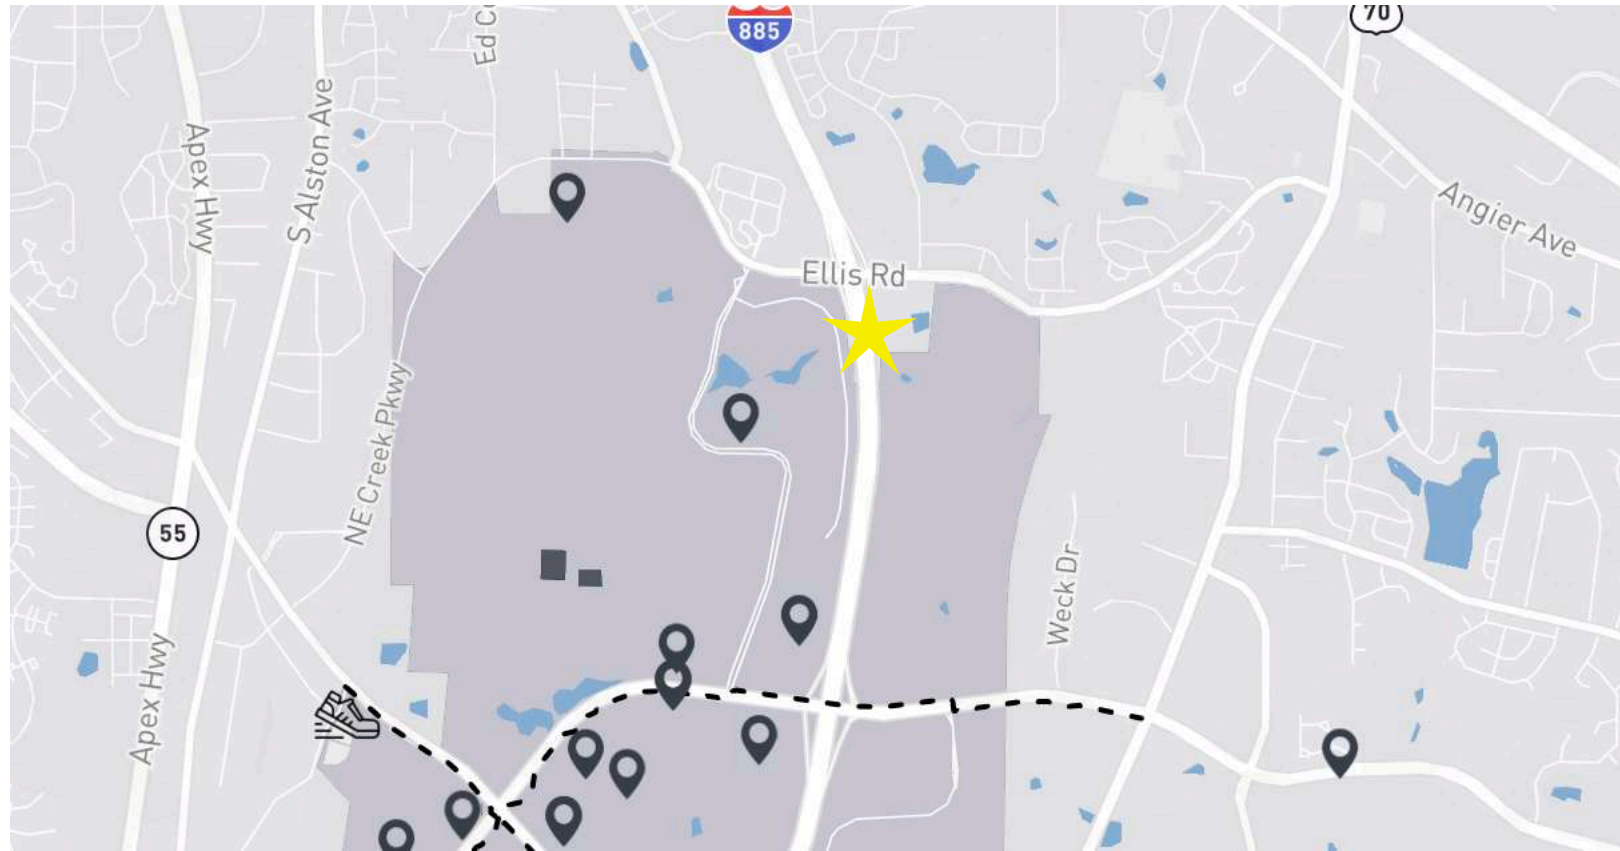 885
70
Ed C
Apex Hwy
S Alston Ave
Angier Ave
Ellis Rd
NE Creek Pkwy
55
Weck Dr
Apex Hwy